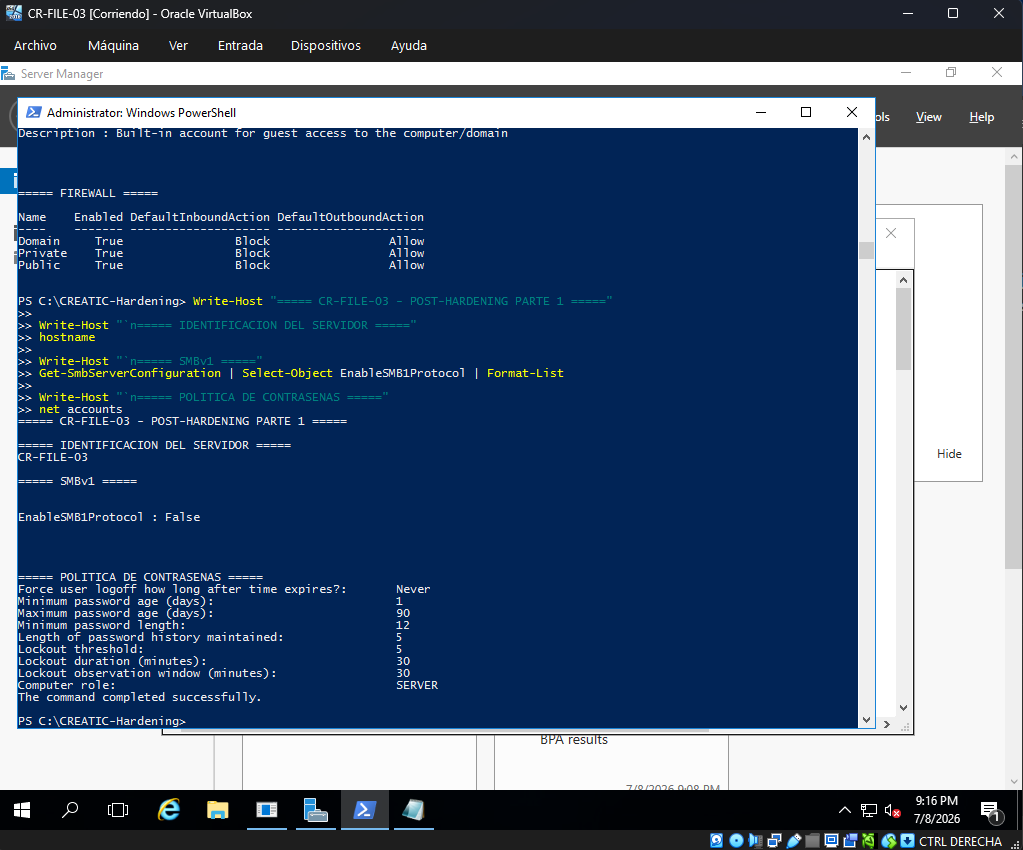 CR-FILE-03 [Corriendo] - Oracle VirtualBox
Archivo Máquina Ver Entrada Dispositivos Ayuda
Server Manager
Administrator: Windows PowerShell
ols View Help
Description : Built-in account for guest access to the computer/domain
===== FIREWALL =====
Name Enabled DefaultInboundAction DefaultOutboundAction
---- ------- -------------------- ---------------------
Domain True Block Allow
Private True Block Allow
Public True Block Allow
PS C:\CREATIC-Hardening> Write-Host "===== CR-FILE-03 - POST-HARDENING PARTE 1 ====="
>>
>> Write-Host "`n===== IDENTIFICACION DEL SERVIDOR ====="
>> hostname
>>
>> Write-Host "`n===== SMBv1 ====="
>> Get-SmbServerConfiguration | Select-Object EnableSMB1Protocol | Format-List
>>
>> Write-Host "`n===== POLITICA DE CONTRASENAS ====="
>> net accounts
===== CR-FILE-03 - POST-HARDENING PARTE 1 =====
===== IDENTIFICACION DEL SERVIDOR =====
CR-FILE-03
===== SMBv1 =====
EnableSMB1Protocol : False
===== POLITICA DE CONTRASENAS =====
Force user logoff how long after time expires?: Never
Minimum password age (days): 1
Maximum password age (days): 90
Minimum password length: 12
Length of password history maintained: 5
Lockout threshold: 5
Lockout duration (minutes): 30
Lockout observation window (minutes): 30
Computer role: SERVER
The command completed successfully.
PS C:\CREATIC-Hardening>
Hide
BPA results
7/8/2026 9:08 PM
9:16 PM
7/8/2026
1
CTRL DERECHA